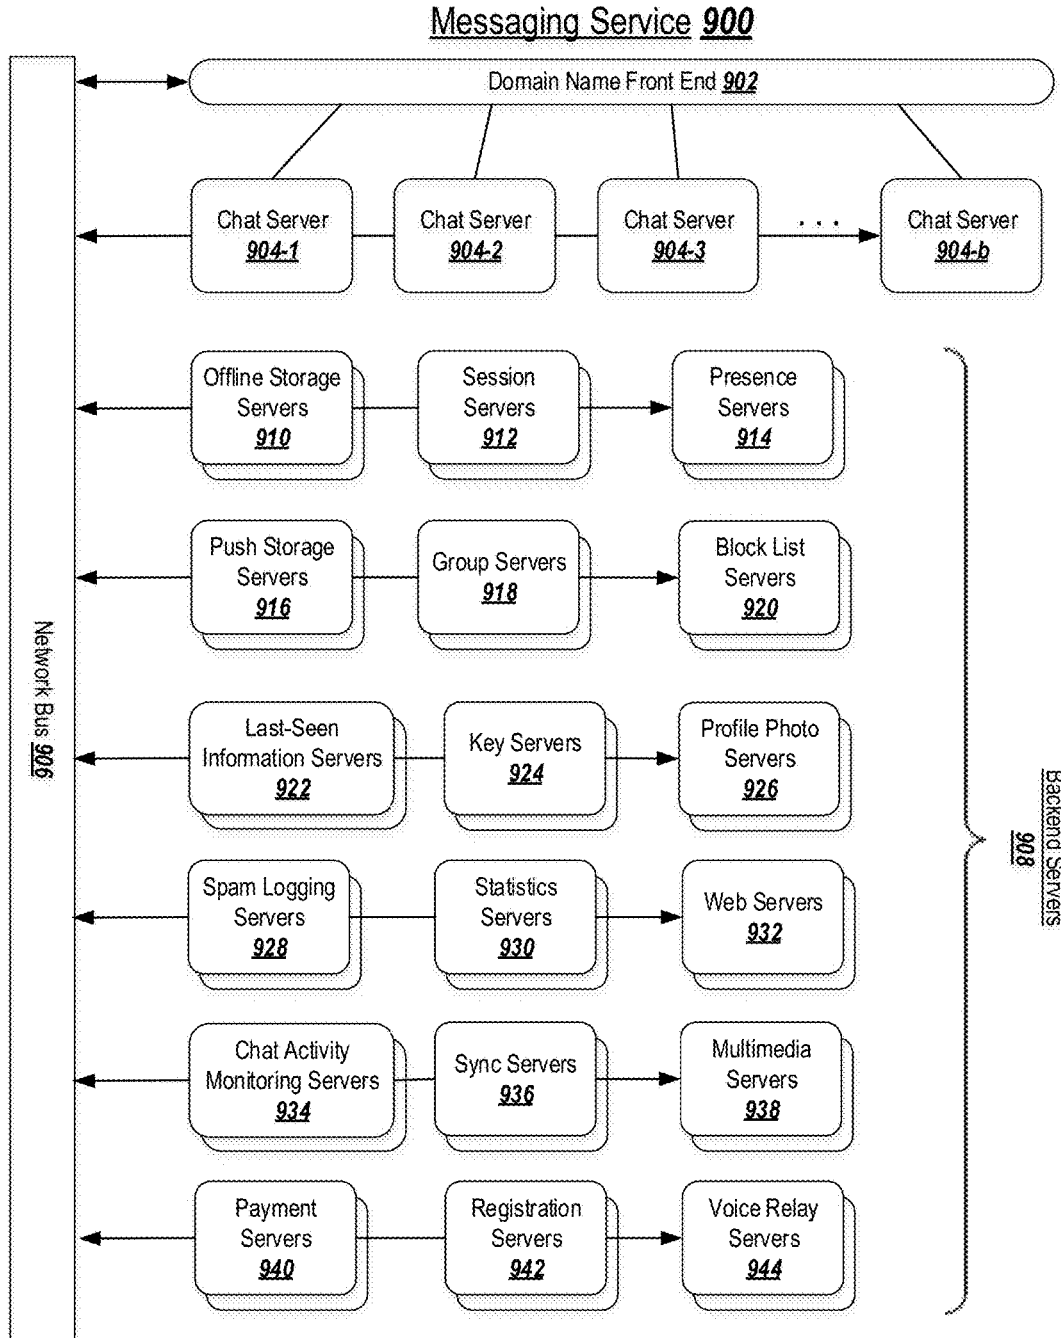 Messaging Service 900
Domain Name Front End 902
Chat Server
904-1
Chat Server
904-2
Chat Server
904-3
. . .
Chat Server
904-b
Offline Storage
Servers
910
Session
Servers
912
Presence
Servers
914
Push Storage
Servers
916
Group Servers
918
Block List
Servers
920
Network Bus 906
Last-Seen
Information Servers
922
Key Servers
924
Profile Photo
Servers
926
Backend Servers
908
Spam Logging
Servers
928
Statistics
Servers
930
Web Servers
932
Chat Activity
Monitoring Servers
934
Sync Servers
936
Multimedia
Servers
938
Payment
Servers
940
Registration
Servers
942
Voice Relay
Servers
944